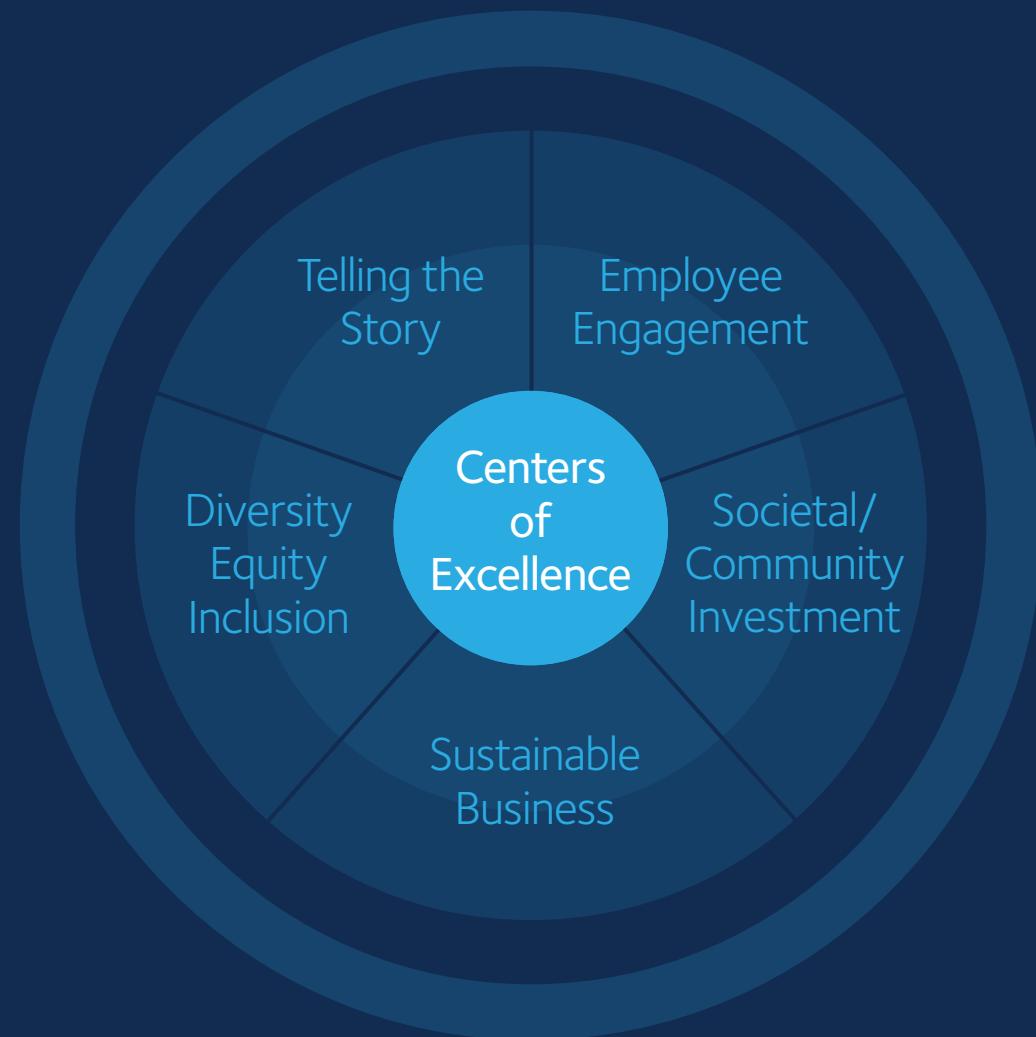 Telling the
Story
Employee
Engagement
Centers
of
Excellence
Diversity
Equity
Inclusion
Societal/
Community
Investment
Sustainable
Business